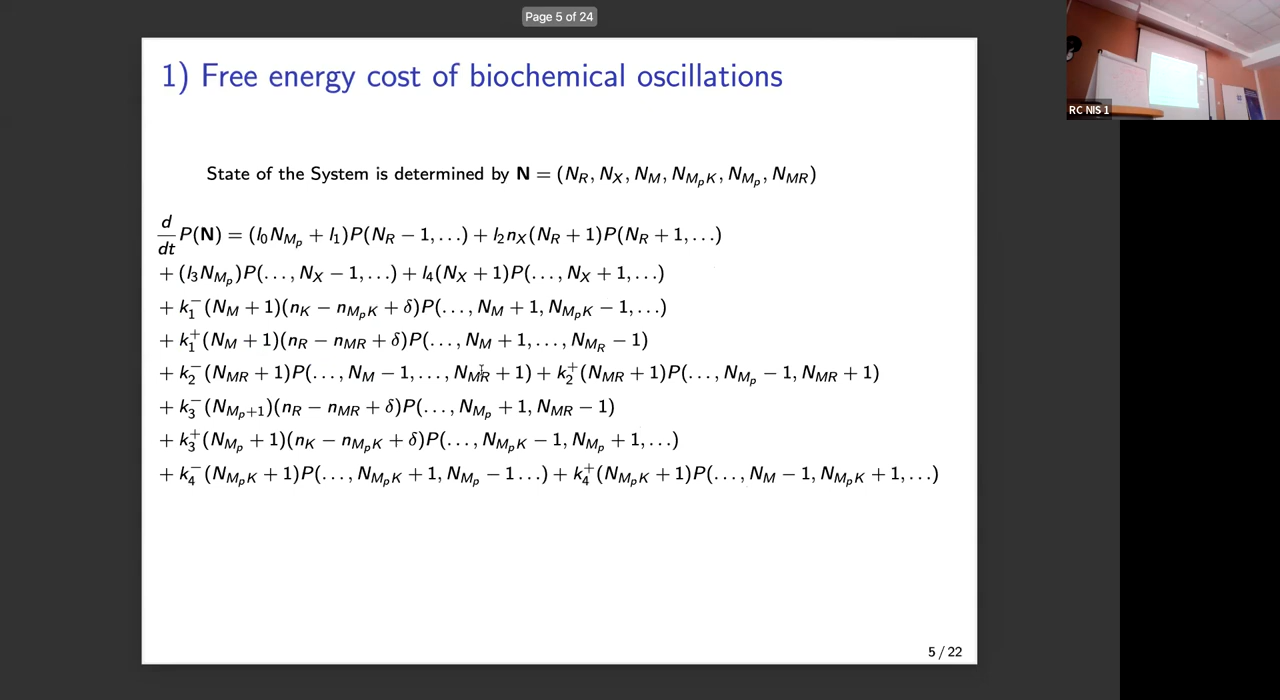 Page 5 of 24
RC NIS 1
1) Free energy cost of biochemical oscillations
State of the System is determined by N = (N_R, N_X, N_M, N_{M_pK}, N_{M_p}, N_{MR})
d/dt P(N) = (l_0 N_{M_p} + l_1)P(N_R − 1, …) + l_2 n_X(N_R + 1)P(N_R + 1, …)
+ (l_3 N_{M_p})P(…, N_X − 1, …) + l_4(N_X + 1)P(…, N_X + 1, …)
+ k_1^−(N_M + 1)(n_K − n_{M_pK} + δ)P(…, N_M + 1, N_{M_pK} − 1, …)
+ k_1^+(N_M + 1)(n_R − n_{MR} + δ)P(…, N_M + 1, …, N_{M_R} − 1)
+ k_2^−(N_{MR} + 1)P(…, N_M − 1, …, N_{MR} + 1) + k_2^+(N_{MR} + 1)P(…, N_{M_p} − 1, N_{MR} + 1)
+ k_3^−(N_{M_p+1})(n_R − n_{MR} + δ)P(…, N_{M_p} + 1, N_{MR} − 1)
+ k_3^+(N_{M_p} + 1)(n_K − n_{M_pK} + δ)P(…, N_{M_pK} − 1, N_{M_p} + 1, …)
+ k_4^−(N_{M_pK} + 1)P(…, N_{M_pK} + 1, N_{M_p} − 1 …) + k_4^+(N_{M_pK} + 1)P(…, N_M − 1, N_{M_pK} + 1, …)
5 / 22